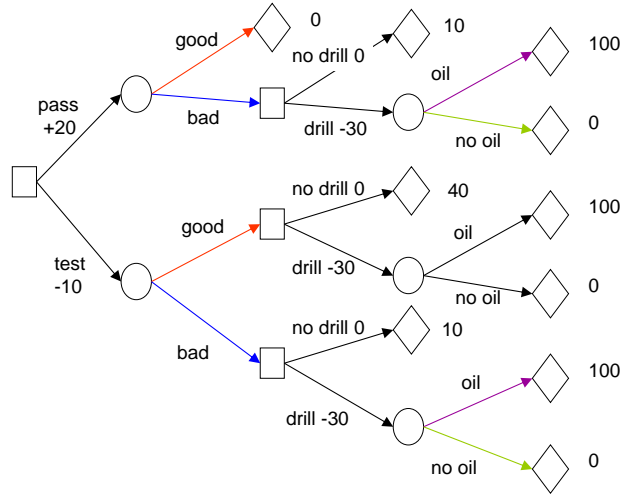 good
0
no drill 0
10
oil
100
pass
+20
bad
drill -30
no oil
0
no drill 0
40
good
oil
100
test
-10
drill -30
no oil
0
no drill 0
10
bad
oil
100
drill -30
no oil
0